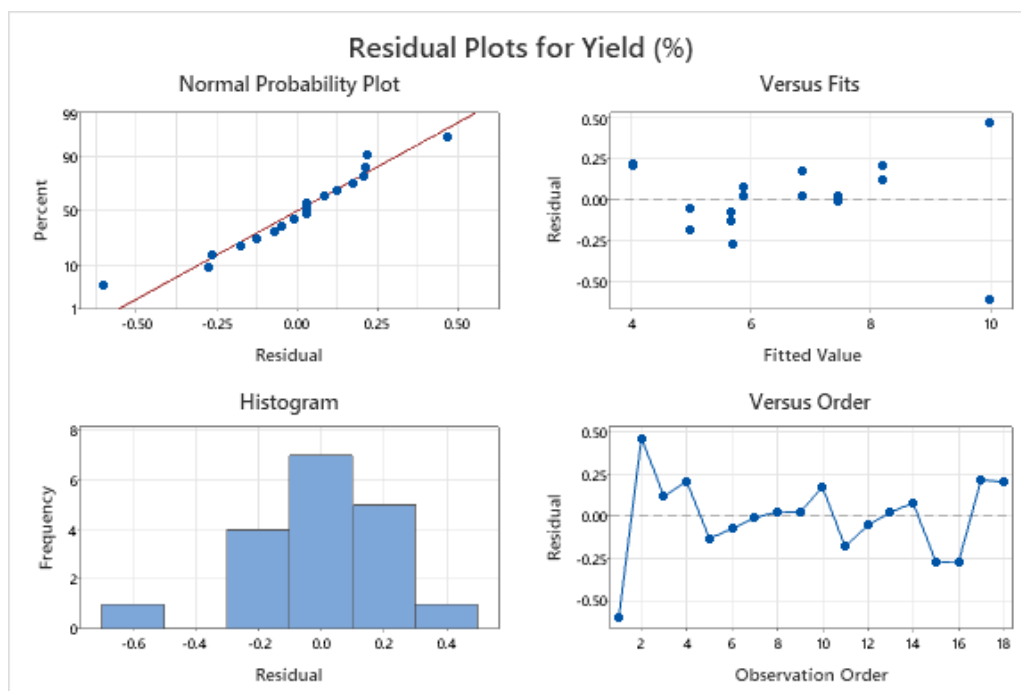 Residual Plots for Yield (%)
Normal Probability Plot
99
90
50
10
1
Percent
-0.50 -0.25 0.00 0.25 0.50
Residual
Versus Fits
0.50
0.25
0.00
-0.25
-0.50
Residual
4 6 8 10
Fitted Value
Histogram
8
6
4
2
0
Frequency
-0.6 -0.4 -0.2 0.0 0.2 0.4
Residual
Versus Order
0.50
0.25
0.00
-0.25
-0.50
Residual
2 4 6 8 10 12 14 16 18
Observation Order